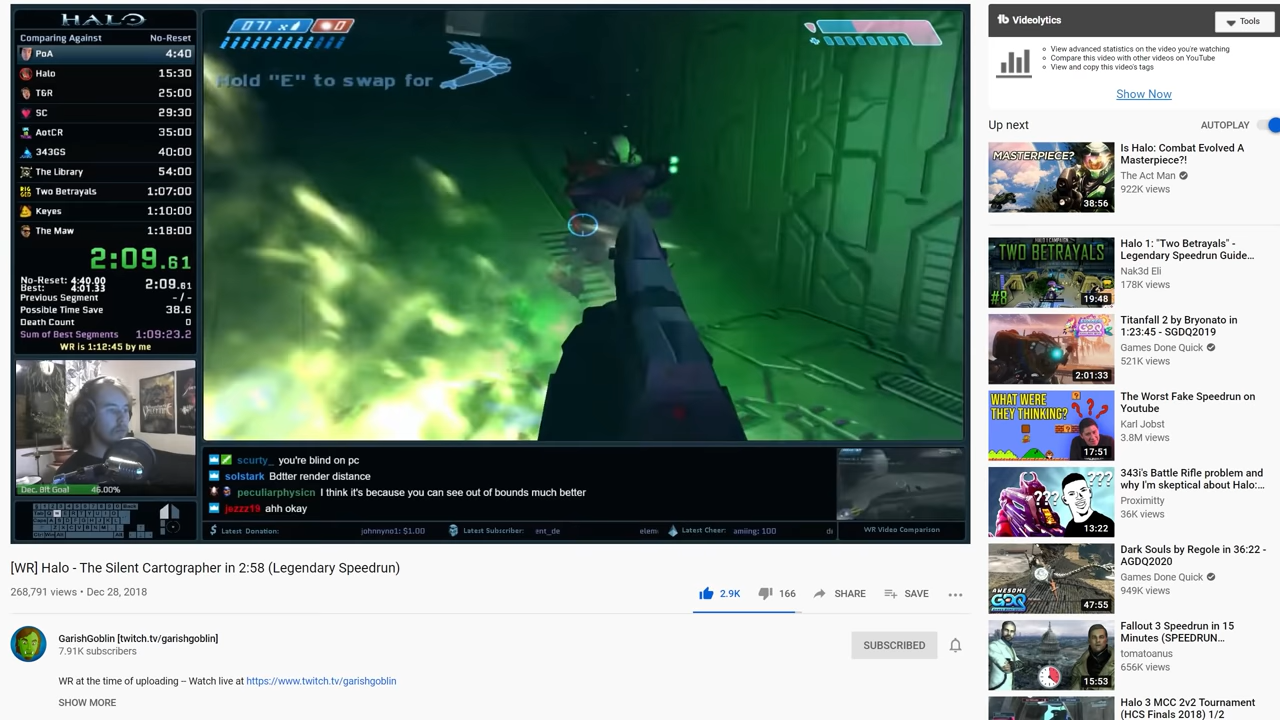 HALO
Comparing Against No-Reset
PoA 4:40
Halo 15:30
T&R 25:00
SC 29:30
AotCR 35:00
343GS 40:00
The Library 54:00
Two Betrayals 1:07:00
Keyes 1:10:00
The Maw 1:18:00
2:09.61
No-Reset: 4:40.00
Best: 4:01.33 2:09.61
Previous Segment - / -
Possible Time Save 38.6
Death Count 0
Sum of Best Segments 1:09:23.2
WR is 1:12:45 by me
Dec. Bit Goal 46.00%
071 x 0
Hold "E" to swap for
scurty_ you're blind on pc
solstark Bdtter render distance
peculiarphysicn I think it's because you can see out of bounds much better
jezzz19 ahh okay
Latest Donation: johnnyno1: $1.00 Latest Subscriber: ent_de elem Latest Cheer: amiing: 100 di WR Video Comparison
[WR] Halo - The Silent Cartographer in 2:58 (Legendary Speedrun)
268,791 views • Dec 28, 2018
2.9K 166 SHARE SAVE
GarishGoblin [twitch.tv/garishgoblin]
7.91K subscribers
SUBSCRIBED
WR at the time of uploading -- Watch live at https://www.twitch.tv/garishgoblin
SHOW MORE
tb Videolytics Tools
View advanced statistics on the video you're watching
Compare this video with other videos on YouTube
View and copy this video's tags
Show Now
Up next AUTOPLAY
MASTERPIECE?
38:56
Is Halo: Combat Evolved A
Masterpiece?!
The Act Man
922K views
TWO BETRAYALS
#8
19:48
Halo 1: "Two Betrayals" -
Legendary Speedrun Guide...
Nak3d Eli
178K views
2:01:33
Titanfall 2 by Bryonato in
1:23:45 - SGDQ2019
Games Done Quick
521K views
WHAT WERE
THEY THINKING?
???
17:51
The Worst Fake Speedrun on
Youtube
Karl Jobst
3.8M views
???
???
13:22
343i's Battle Rifle problem and
why I'm skeptical about Halo:...
Proximitty
36K views
AWESOME
GDQ
47:55
Dark Souls by Regole in 36:22 -
AGDQ2020
Games Done Quick
949K views
15:53
Fallout 3 Speedrun in 15
Minutes (SPEEDRUN...
tomatoanus
656K views
Halo 3 MCC 2v2 Tournament
(HCS Finals 2018) 1/2